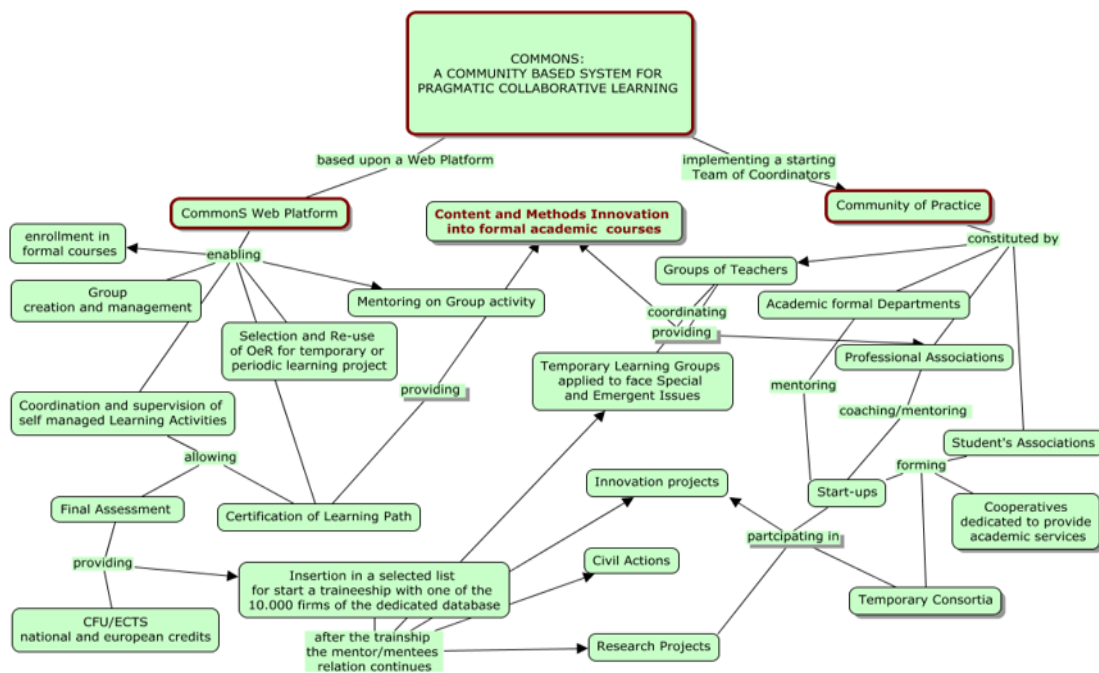 COMMONS:
A COMMUNITY BASED SYSTEM FOR
PRAGMATIC COLLABORATIVE LEARNING
based upon a Web Platform
implementing a starting
Team of Coordinators
CommonS Web Platform
Content and Methods Innovation
into formal academic courses
Community of Practice
enrollment in
formal courses
enabling
constituted by
Groups of Teachers
Group
creation and management
Mentoring on Group activity
Academic formal Departments
coordinating
providing
Selection and Re-use
of OeR for temporary or
periodic learning project
Professional Associations
Temporary Learning Groups
applied to face Special
and Emergent Issues
providing
mentoring
Coordination and supervision of
self managed Learning Activities
coaching/mentoring
Student's Associations
allowing
forming
Innovation projects
Start-ups
Final Assessment
Certification of Learning Path
Cooperatives
dedicated to provide
academic services
partcipating in
providing
Civil Actions
Insertion in a selected list
for start a traineeship with one of the
10.000 firms of the dedicated database
Temporary Consortia
CFU/ECTS
national and european credits
after the trainship
the mentor/mentees
relation continues
Research Projects